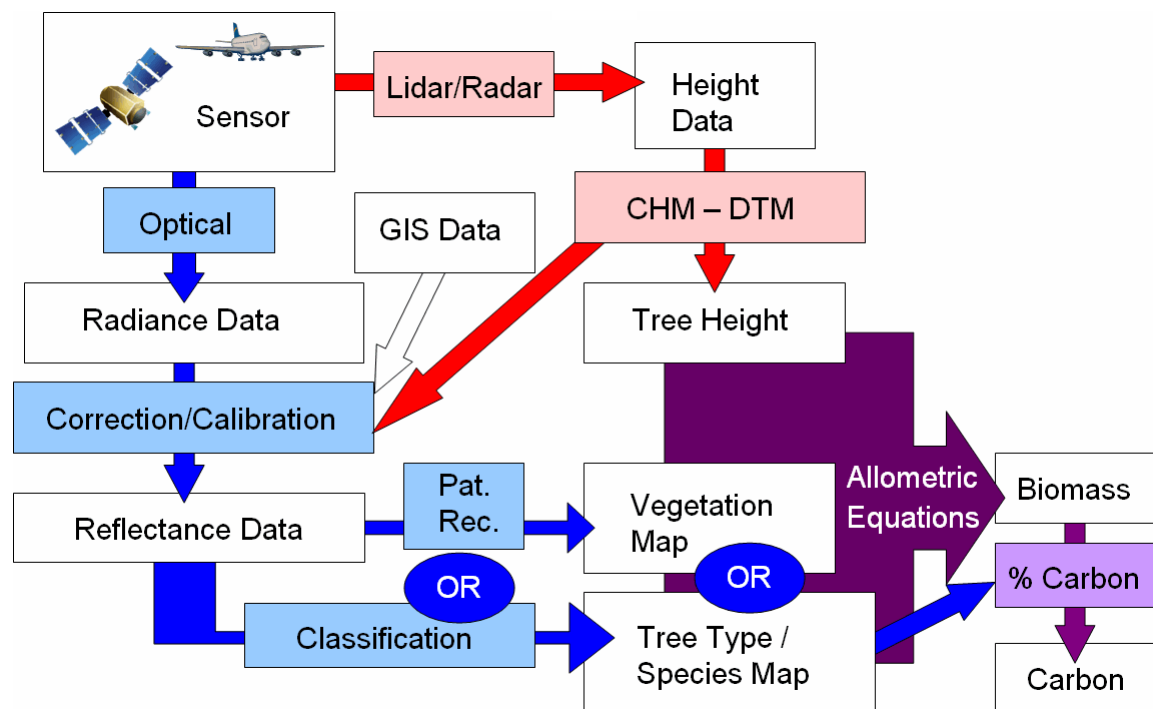 Sensor
Lidar/Radar
Height
Data
CHM – DTM
Optical
GIS Data
Radiance Data
Tree Height
Correction/Calibration
Reflectance Data
Pat.
Rec.
Vegetation
Map
Allometric
Equations
Biomass
OR
OR
% Carbon
Classification
Tree Type /
Species Map
Carbon